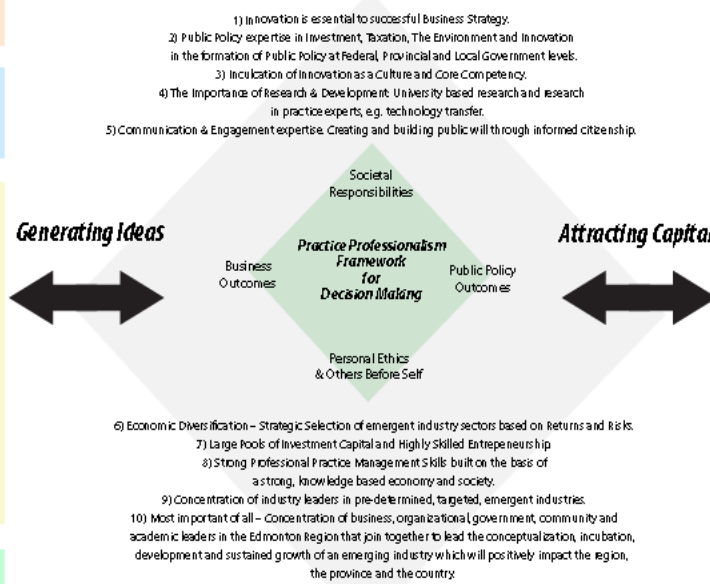 1) Innovation is essential to successful Business Strategy.
2) Public Policy expertise in Investment, Taxation, The Environment and Innovation
in the formation of Public Policy at Federal, Provincial and Local Government levels.
3) Inculcation of Innovation as a Culture and Core Competency.
4) The Importance of Research & Development. University based research and research
in practice experts, e.g. technology transfer.
5) Communication & Engagement expertise. Creating and building public will through informed citizenship.
Societal
Responsibilities
Generating Ideas
Attracting Capital
Practice Professionalism
Framework
for
Decision Making
Business
Outcomes
Public Policy
Outcomes
Personal Ethics
& Others Before Self
6) Economic Diversification – Strategic Selection of emergent industry sectors based on Returns and Risks.
7) Large Pools of Investment Capital and Highly Skilled Entrepeneurship
8) Strong Professional Practice Management Skills built on the basis of
a strong, knowledge based economy and society.
9) Concentration of industry leaders in pre-determined, targeted, emergent industries.
10) Most important of all – Concentration of business, organizational, government, community and
academic leaders in the Edmonton Region that join together to lead the conceptualization, incubation,
development and sustained growth of an emerging industry which will positively impact the region,
the province and the country.